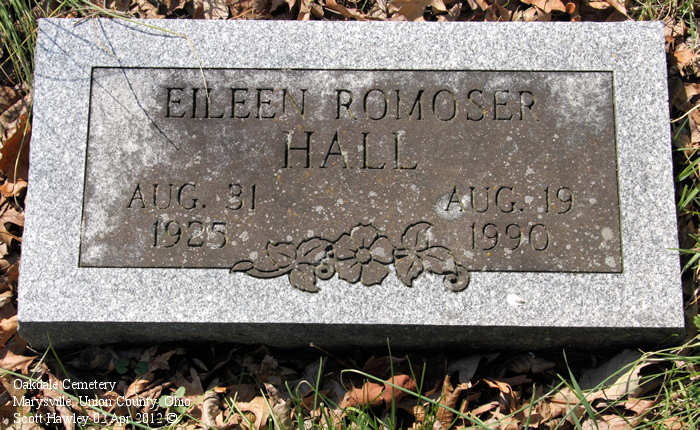 EILEEN ROMOSER
HALL
AUG. 31 AUG. 19
1925 1990
Oakdale Cemetery
Marysville, Union County, Ohio
Scott Hawley 03 Apr 2012 ©